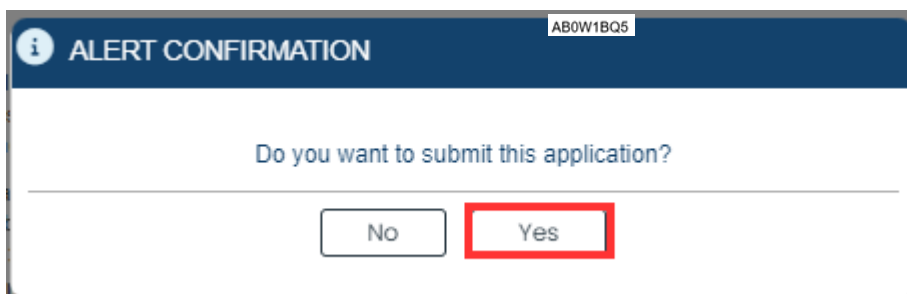 AB0W1BQ5
ALERT CONFIRMATION
Do you want to submit this application?
No
Yes